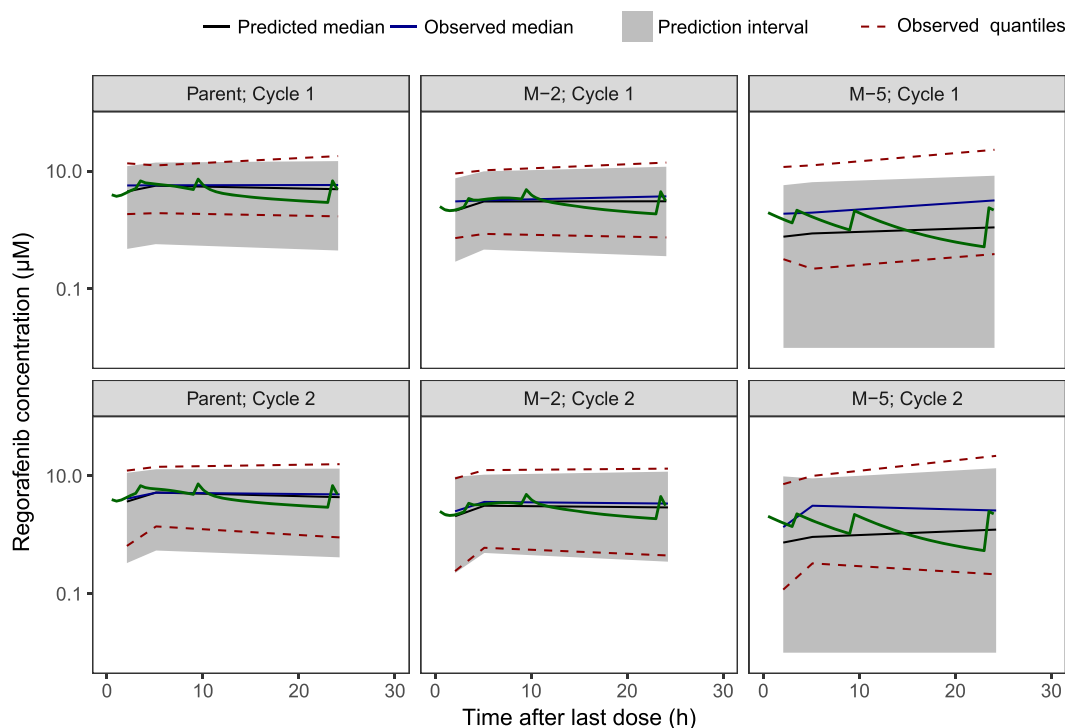 Predicted median Observed median Prediction interval Observed quantiles
Parent; Cycle 1 M−2; Cycle 1 M−5; Cycle 1
10.0
0.1
Parent; Cycle 2 M−2; Cycle 2 M−5; Cycle 2
10.0
0.1
0 10 20 30 0 10 20 30 0 10 20 30
Time after last dose (h)
Regorafenib concentration (µM)